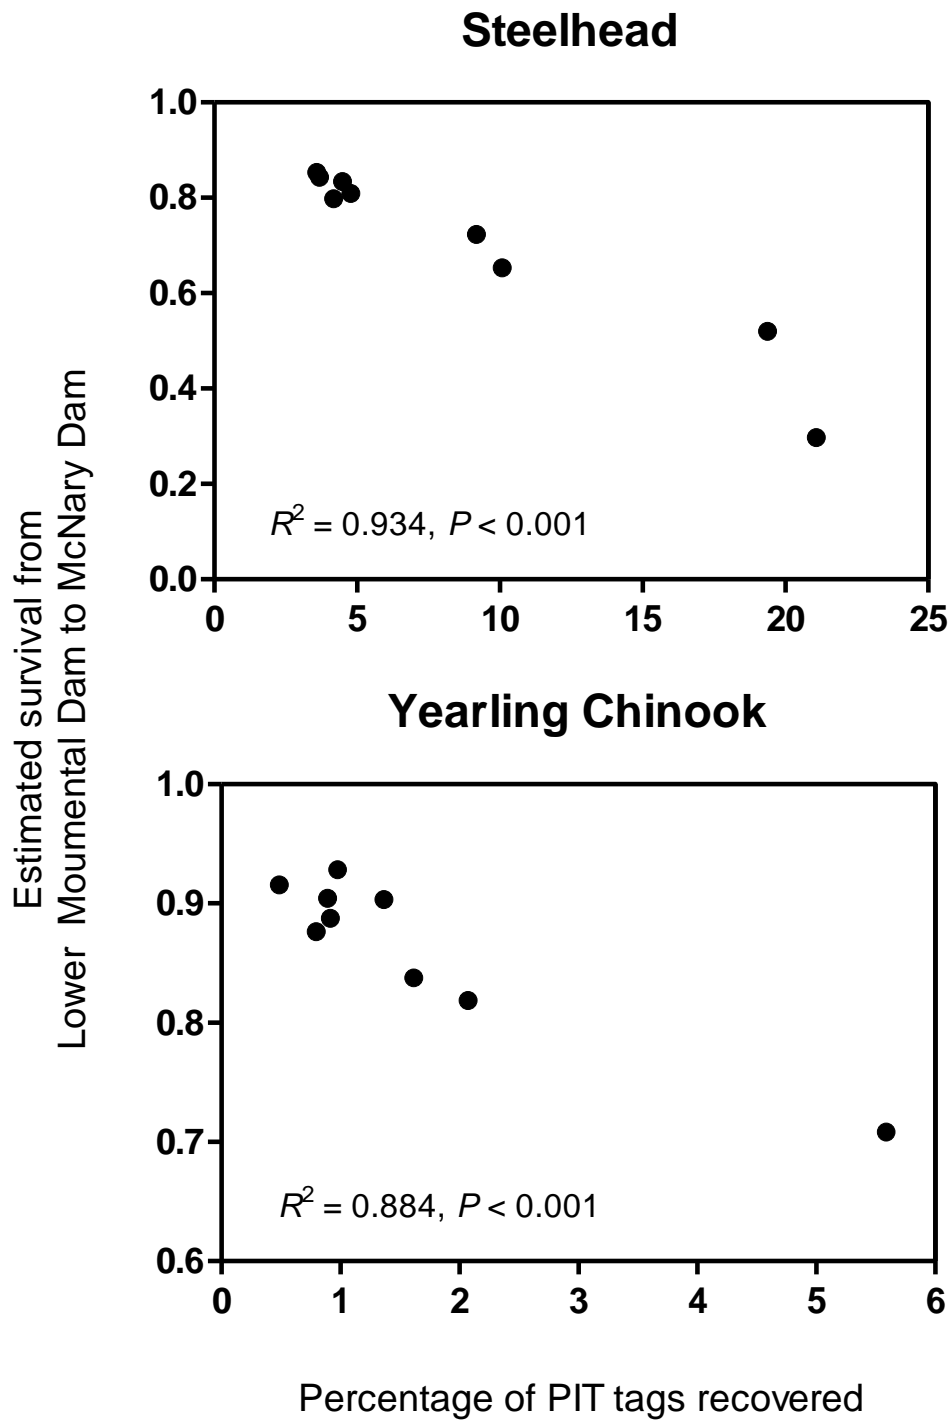 Steelhead
1.0
0.8
0.6
0.4
0.2
0.0
R² = 0.934, P < 0.001
0 5 10 15 20 25
Estimated survival from
Lower Moumental Dam to McNary Dam
Yearling Chinook
1.0
0.9
0.8
0.7
0.6
R² = 0.884, P < 0.001
0 1 2 3 4 5 6
Percentage of PIT tags recovered